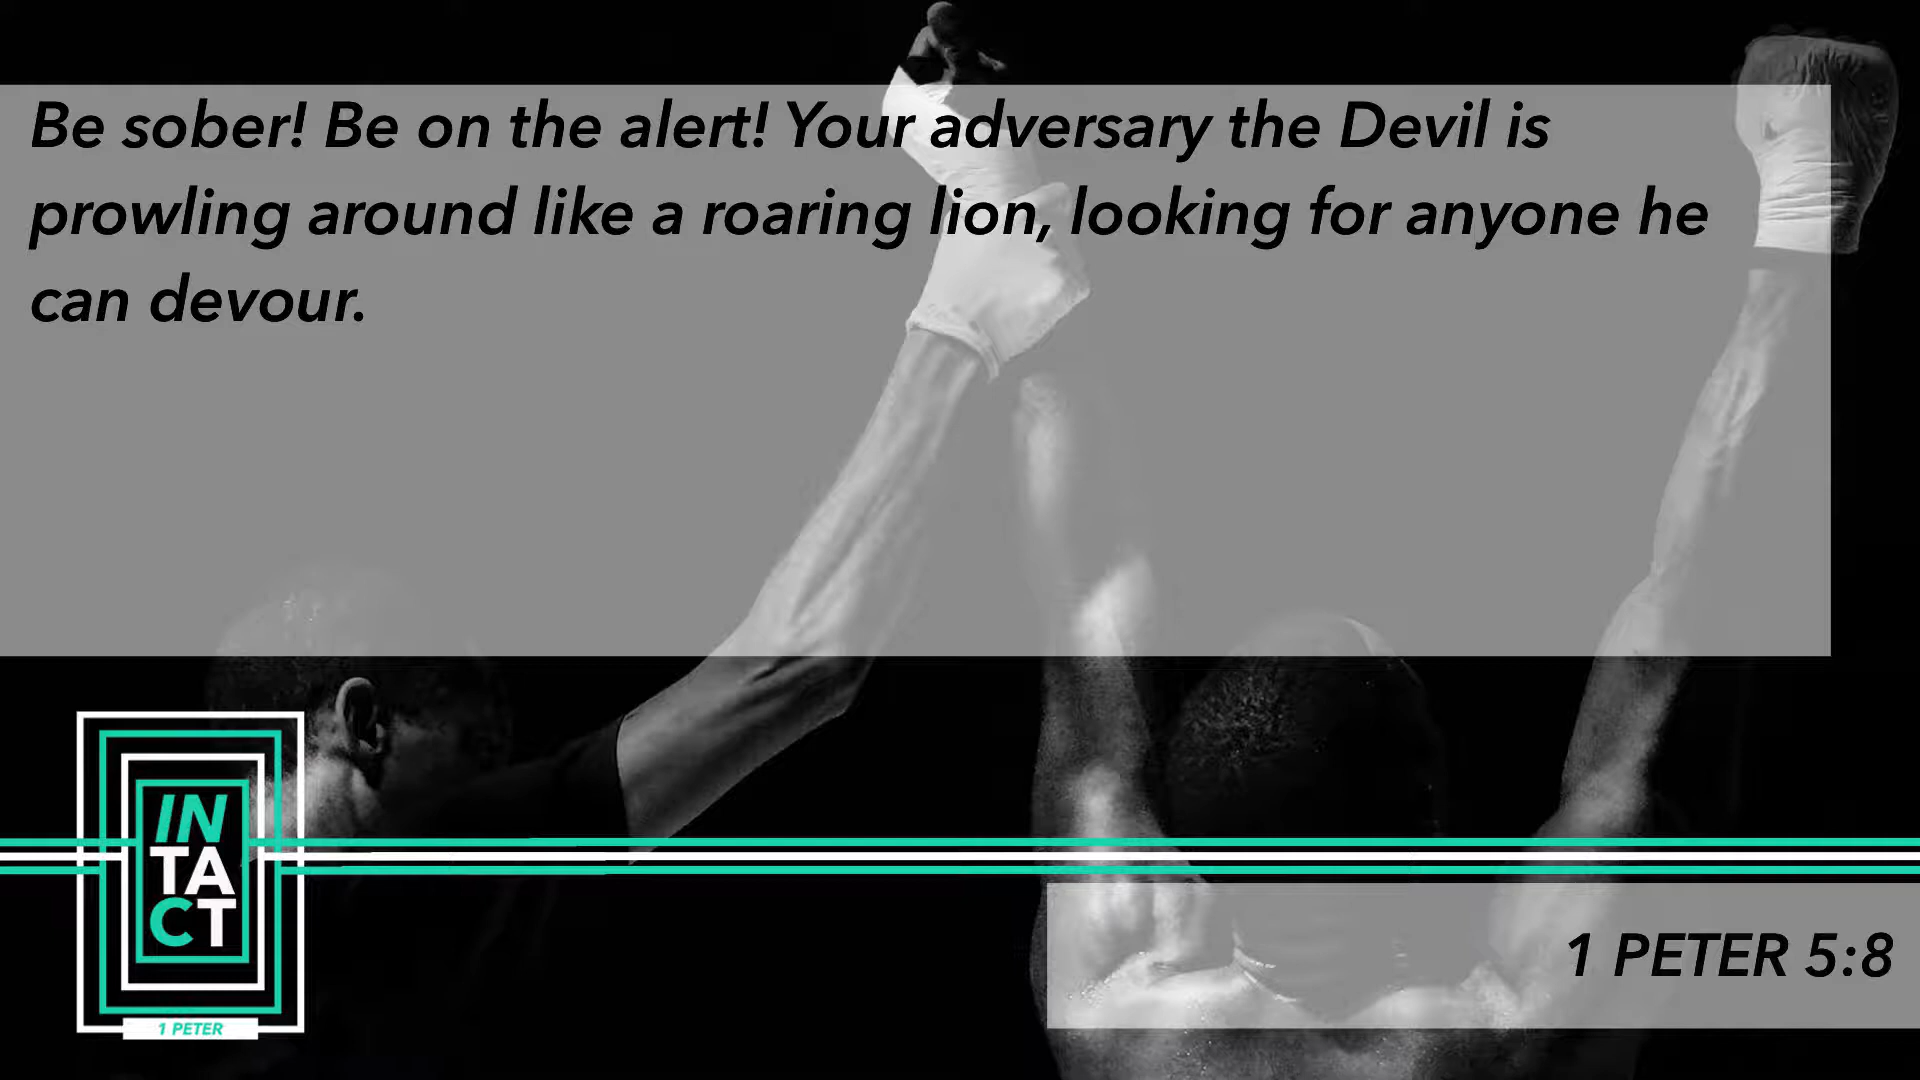 Be sober! Be on the alert! Your adversary the Devil is
prowling around like a roaring lion, looking for anyone he
can devour.
IN
TA
CT
1 PETER
1 PETER 5:8